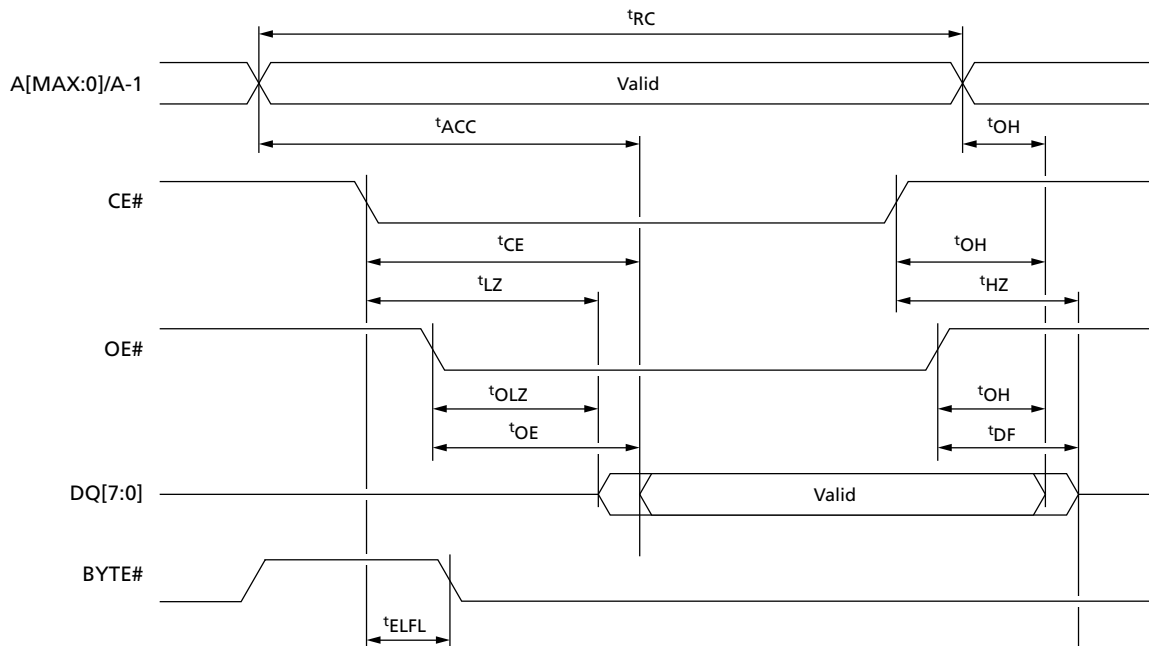 tRC
A[MAX:0]/A-1
Valid
tACC
tOH
CE#
tCE
tOH
tLZ
tHZ
OE#
tOLZ
tOH
tOE
tDF
DQ[7:0]
Valid
BYTE#
tELFL